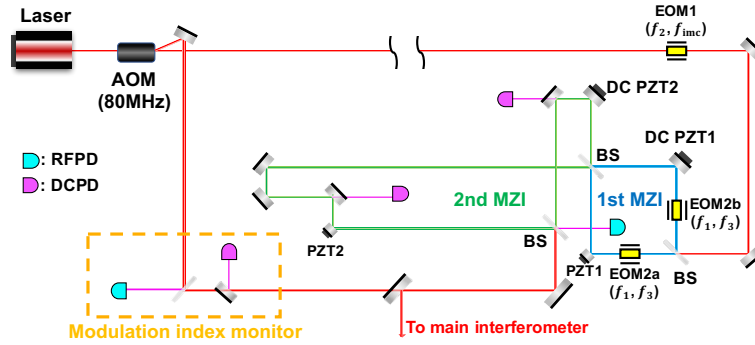 Laser
AOM
(80MHz)
EOM1
(f₂, f_imc)
DC PZT2
DC PZT1
: RFPD
: DCPD
BS
2nd MZI
1st MZI
EOM2b
(f₁, f₃)
PZT2
BS
PZT1
EOM2a
(f₁, f₃)
BS
Modulation index monitor
To main interferometer